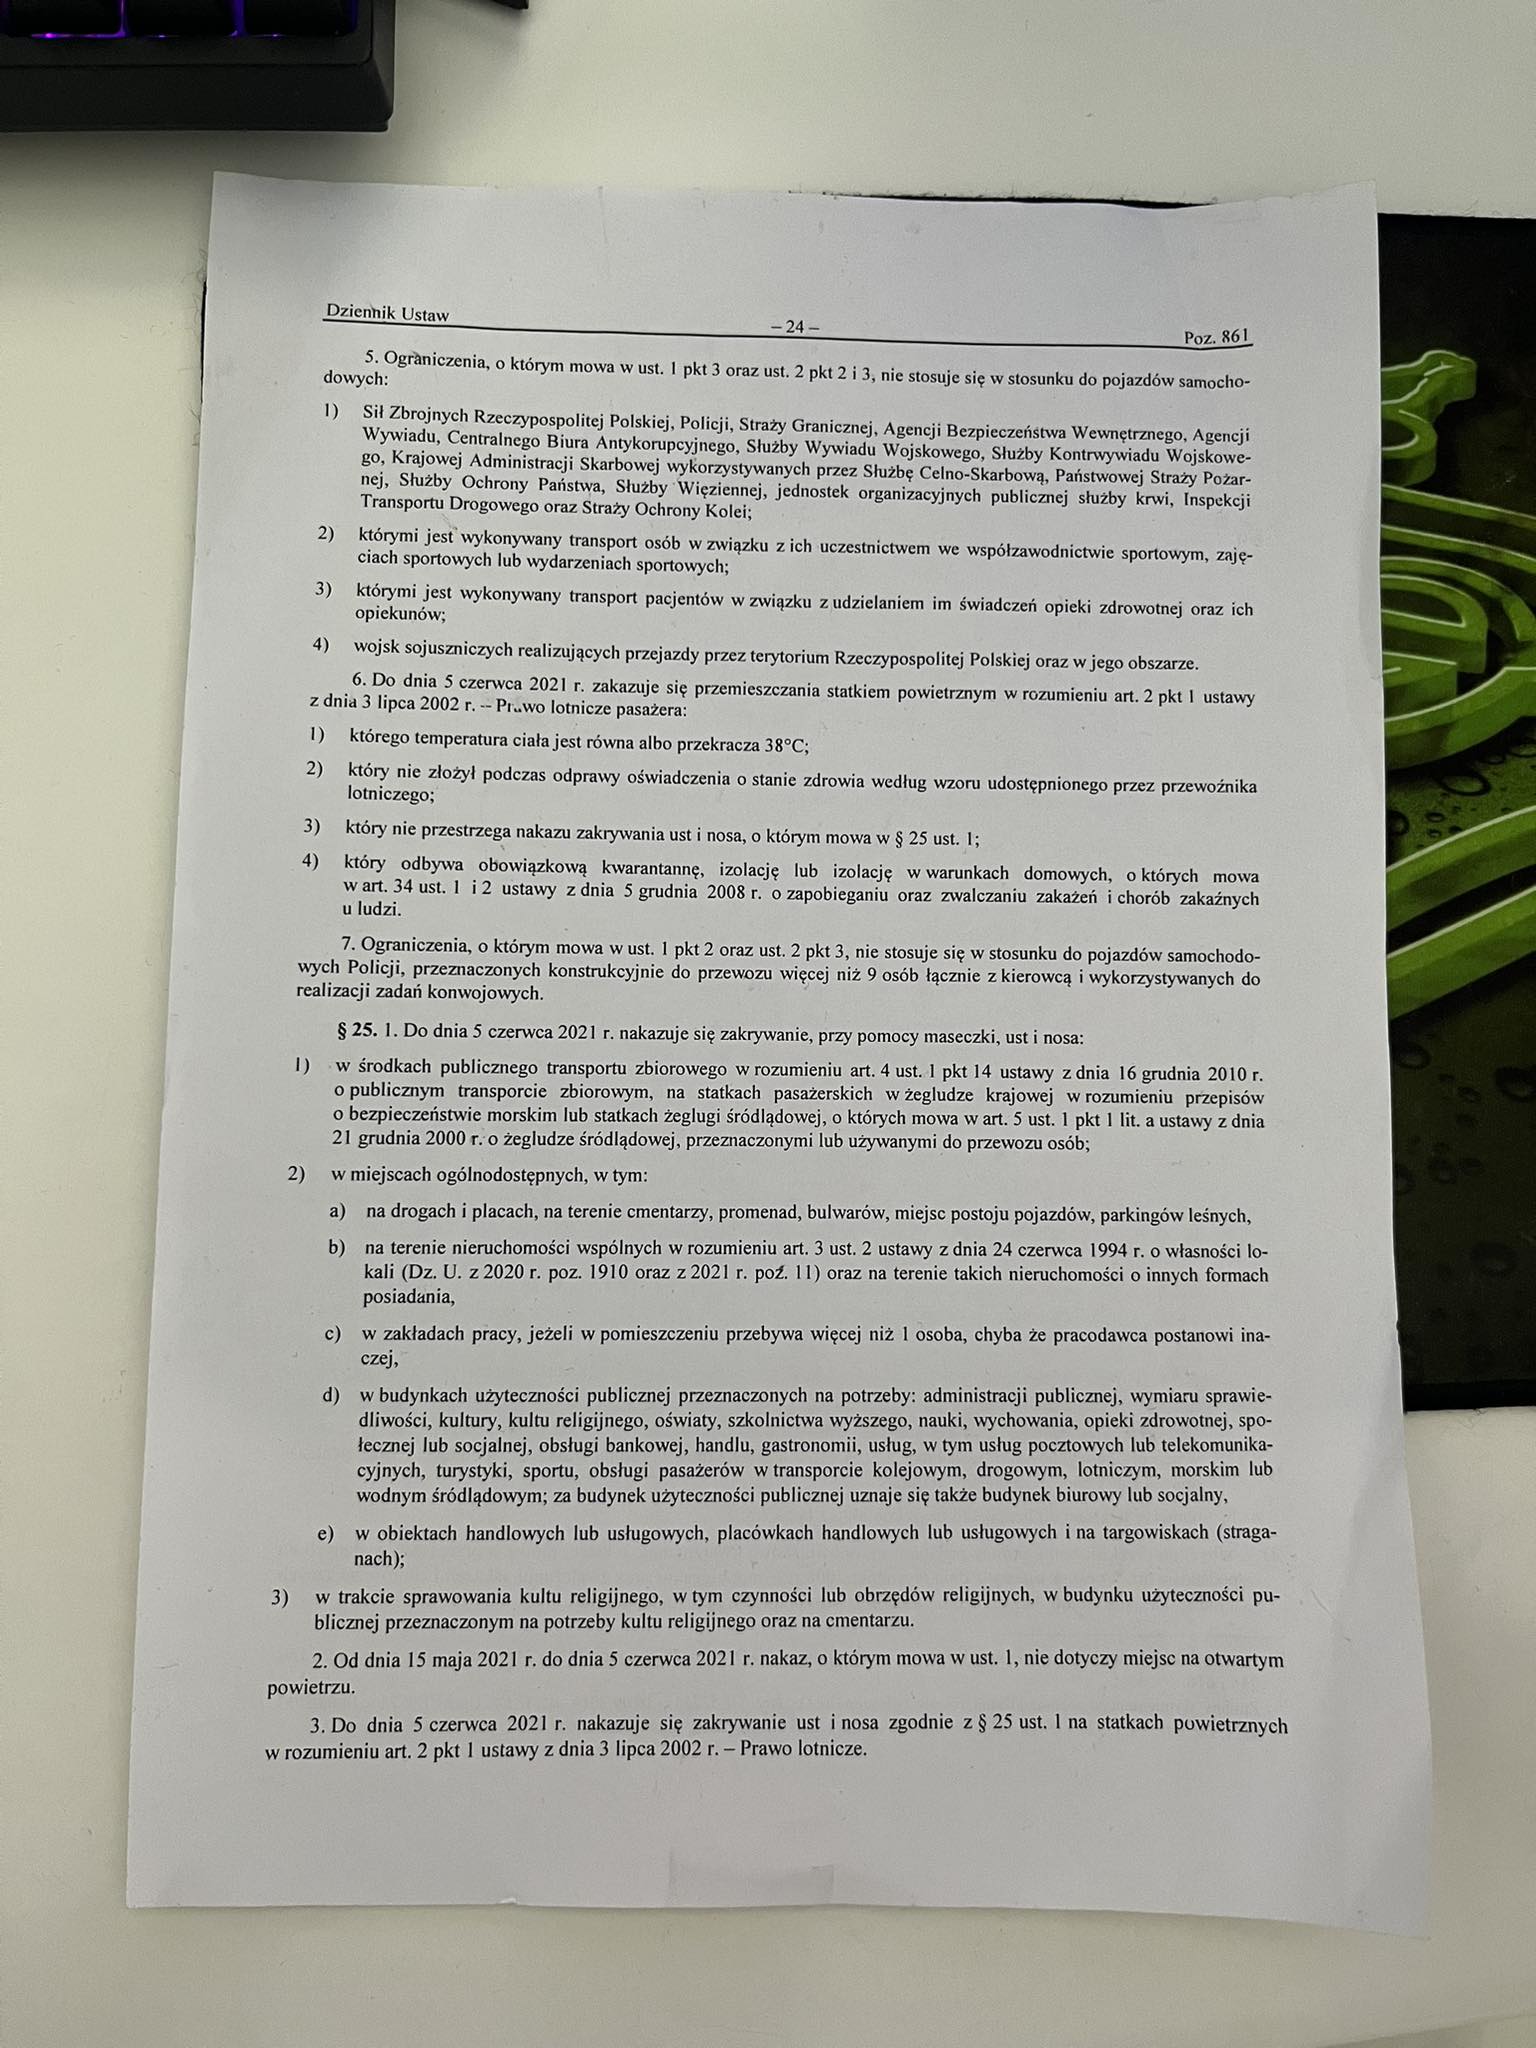 Dziennik Ustaw
– 24 –
Poz. 861
5. Ograniczenia, o którym mowa w ust. 1 pkt 3 oraz ust. 2 pkt 2 i 3, nie stosuje się w stosunku do pojazdów samocho-
dowych:
1) Sił Zbrojnych Rzeczypospolitej Polskiej, Policji, Straży Granicznej, Agencji Bezpieczeństwa Wewnętrznego, Agencji
Wywiadu, Centralnego Biura Antykorupcyjnego, Służby Wywiadu Wojskowego, Służby Kontrwywiadu Wojskowe-
go, Krajowej Administracji Skarbowej wykorzystywanych przez Służbę Celno-Skarbową, Państwowej Straży Pożar-
nej, Służby Ochrony Państwa, Służby Więziennej, jednostek organizacyjnych publicznej służby krwi, Inspekcji
Transportu Drogowego oraz Straży Ochrony Kolei;
2) którymi jest wykonywany transport osób w związku z ich uczestnictwem we współzawodnictwie sportowym, zaję-
ciach sportowych lub wydarzeniach sportowych;
3) którymi jest wykonywany transport pacjentów w związku z udzielaniem im świadczeń opieki zdrowotnej oraz ich
opiekunów;
4) wojsk sojuszniczych realizujących przejazdy przez terytorium Rzeczypospolitej Polskiej oraz w jego obszarze.
6. Do dnia 5 czerwca 2021 r. zakazuje się przemieszczania statkiem powietrznym w rozumieniu art. 2 pkt 1 ustawy
z dnia 3 lipca 2002 r. – Prawo lotnicze pasażera:
1) którego temperatura ciała jest równa albo przekracza 38°C;
2) który nie złożył podczas odprawy oświadczenia o stanie zdrowia według wzoru udostępnionego przez przewoźnika
lotniczego;
3) który nie przestrzega nakazu zakrywania ust i nosa, o którym mowa w § 25 ust. 1;
4) który odbywa obowiązkową kwarantannę, izolację lub izolację w warunkach domowych, o których mowa
w art. 34 ust. 1 i 2 ustawy z dnia 5 grudnia 2008 r. o zapobieganiu oraz zwalczaniu zakażeń i chorób zakaźnych
u ludzi.
7. Ograniczenia, o którym mowa w ust. 1 pkt 2 oraz ust. 2 pkt 3, nie stosuje się w stosunku do pojazdów samochodo-
wych Policji, przeznaczonych konstrukcyjnie do przewozu więcej niż 9 osób łącznie z kierowcą i wykorzystywanych do
realizacji zadań konwojowych.
§ 25. 1. Do dnia 5 czerwca 2021 r. nakazuje się zakrywanie, przy pomocy maseczki, ust i nosa:
1) w środkach publicznego transportu zbiorowego w rozumieniu art. 4 ust. 1 pkt 14 ustawy z dnia 16 grudnia 2010 r.
o publicznym transporcie zbiorowym, na statkach pasażerskich w żegludze krajowej w rozumieniu przepisów
o bezpieczeństwie morskim lub statkach żeglugi śródlądowej, o których mowa w art. 5 ust. 1 pkt 1 lit. a ustawy z dnia
21 grudnia 2000 r. o żegludze śródlądowej, przeznaczonymi lub używanymi do przewozu osób;
2) w miejscach ogólnodostępnych, w tym:
a) na drogach i placach, na terenie cmentarzy, promenad, bulwarów, miejsc postoju pojazdów, parkingów leśnych,
b) na terenie nieruchomości wspólnych w rozumieniu art. 3 ust. 2 ustawy z dnia 24 czerwca 1994 r. o własności lo-
kali (Dz. U. z 2020 r. poz. 1910 oraz z 2021 r. poz. 11) oraz na terenie takich nieruchomości o innych formach
posiadania,
c) w zakładach pracy, jeżeli w pomieszczeniu przebywa więcej niż 1 osoba, chyba że pracodawca postanowi ina-
czej,
d) w budynkach użyteczności publicznej przeznaczonych na potrzeby: administracji publicznej, wymiaru sprawie-
dliwości, kultury, kultu religijnego, oświaty, szkolnictwa wyższego, nauki, wychowania, opieki zdrowotnej, spo-
łecznej lub socjalnej, obsługi bankowej, handlu, gastronomii, usług, w tym usług pocztowych lub telekomunika-
cyjnych, turystyki, sportu, obsługi pasażerów w transporcie kolejowym, drogowym, lotniczym, morskim lub
wodnym śródlądowym; za budynek użyteczności publicznej uznaje się także budynek biurowy lub socjalny,
e) w obiektach handlowych lub usługowych, placówkach handlowych lub usługowych i na targowiskach (straga-
nach);
3) w trakcie sprawowania kultu religijnego, w tym czynności lub obrzędów religijnych, w budynku użyteczności pu-
blicznej przeznaczonym na potrzeby kultu religijnego oraz na cmentarzu.
2. Od dnia 15 maja 2021 r. do dnia 5 czerwca 2021 r. nakaz, o którym mowa w ust. 1, nie dotyczy miejsc na otwartym
powietrzu.
3. Do dnia 5 czerwca 2021 r. nakazuje się zakrywanie ust i nosa zgodnie z § 25 ust. 1 na statkach powietrznych
w rozumieniu art. 2 pkt 1 ustawy z dnia 3 lipca 2002 r. – Prawo lotnicze.